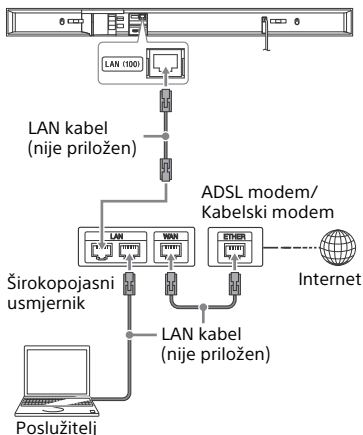 LAN (100)
LAN kabel
(nije priložen)
ADSL modem/
Kabelski modem
LAN
WAN
ETHER
Širokopojasni
usmjernik
Internet
LAN kabel
(nije priložen)
Poslužitelj